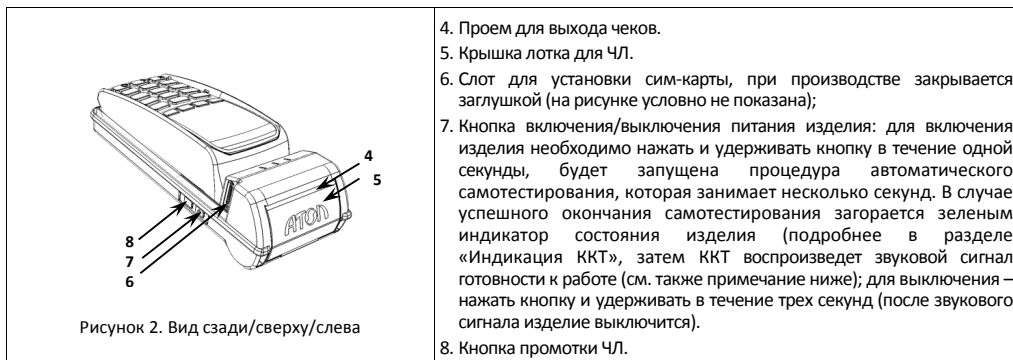 4
5
АТОЛ
8
7
6
Рисунок 2. Вид сзади/сверху/слева
4. Проем для выхода чеков.
5. Крышка лотка для ЧЛ.
6. Слот для установки сим-карты, при производстве закрывается
заглушкой (на рисунке условно не показана);
7. Кнопка включения/выключения питания изделия: для включения
изделия необходимо нажать и удерживать кнопку в течение одной
секунды, будет запущена процедура автоматического
самотестирования, которая занимает несколько секунд. В случае
успешного окончания самотестирования загорается зеленым
индикатор состояния изделия (подробнее в разделе
«Индикация ККТ», затем ККТ воспроизведет звуковой сигнал
готовности к работе (см. также примечание ниже); для выключения –
нажать кнопку и удерживать в течение трех секунд (после звукового
сигнала изделие выключится).
8. Кнопка промотки ЧЛ.